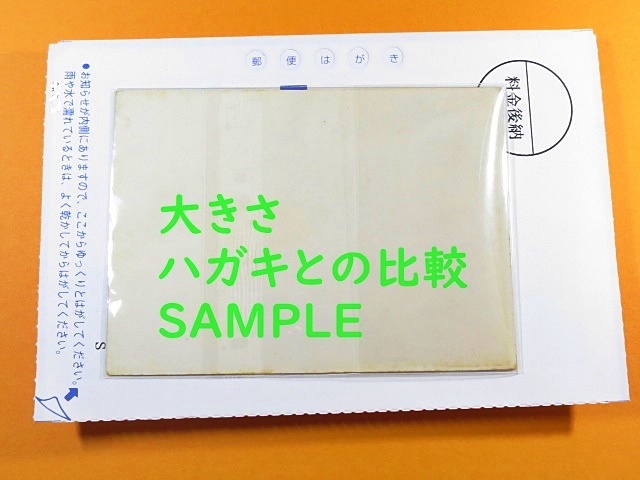 郵便はがき
料金後納
●お知らせが内側にありますので、ここからゆっくりとはがしてください。
雨や水で濡れているときは、よく乾かしてからはがしてください。
大きさ
ハガキとの比較
SAMPLE
S